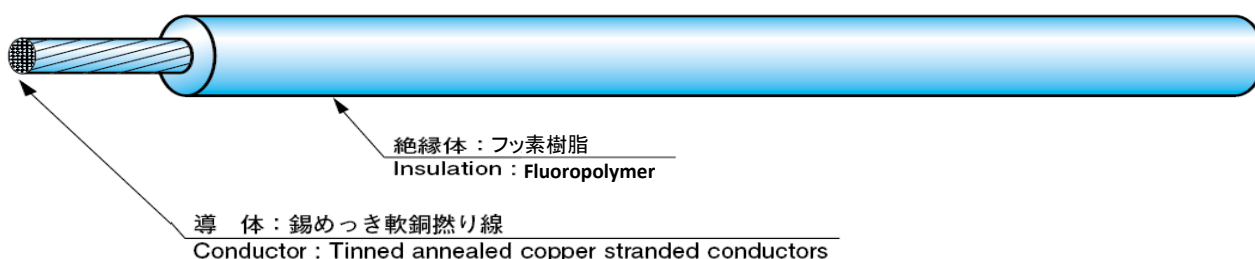 絶縁体：フッ素樹脂
Insulation : Fluoropolymer
導　体：錫めっき軟銅撚り線
Conductor : Tinned annealed copper stranded conductors